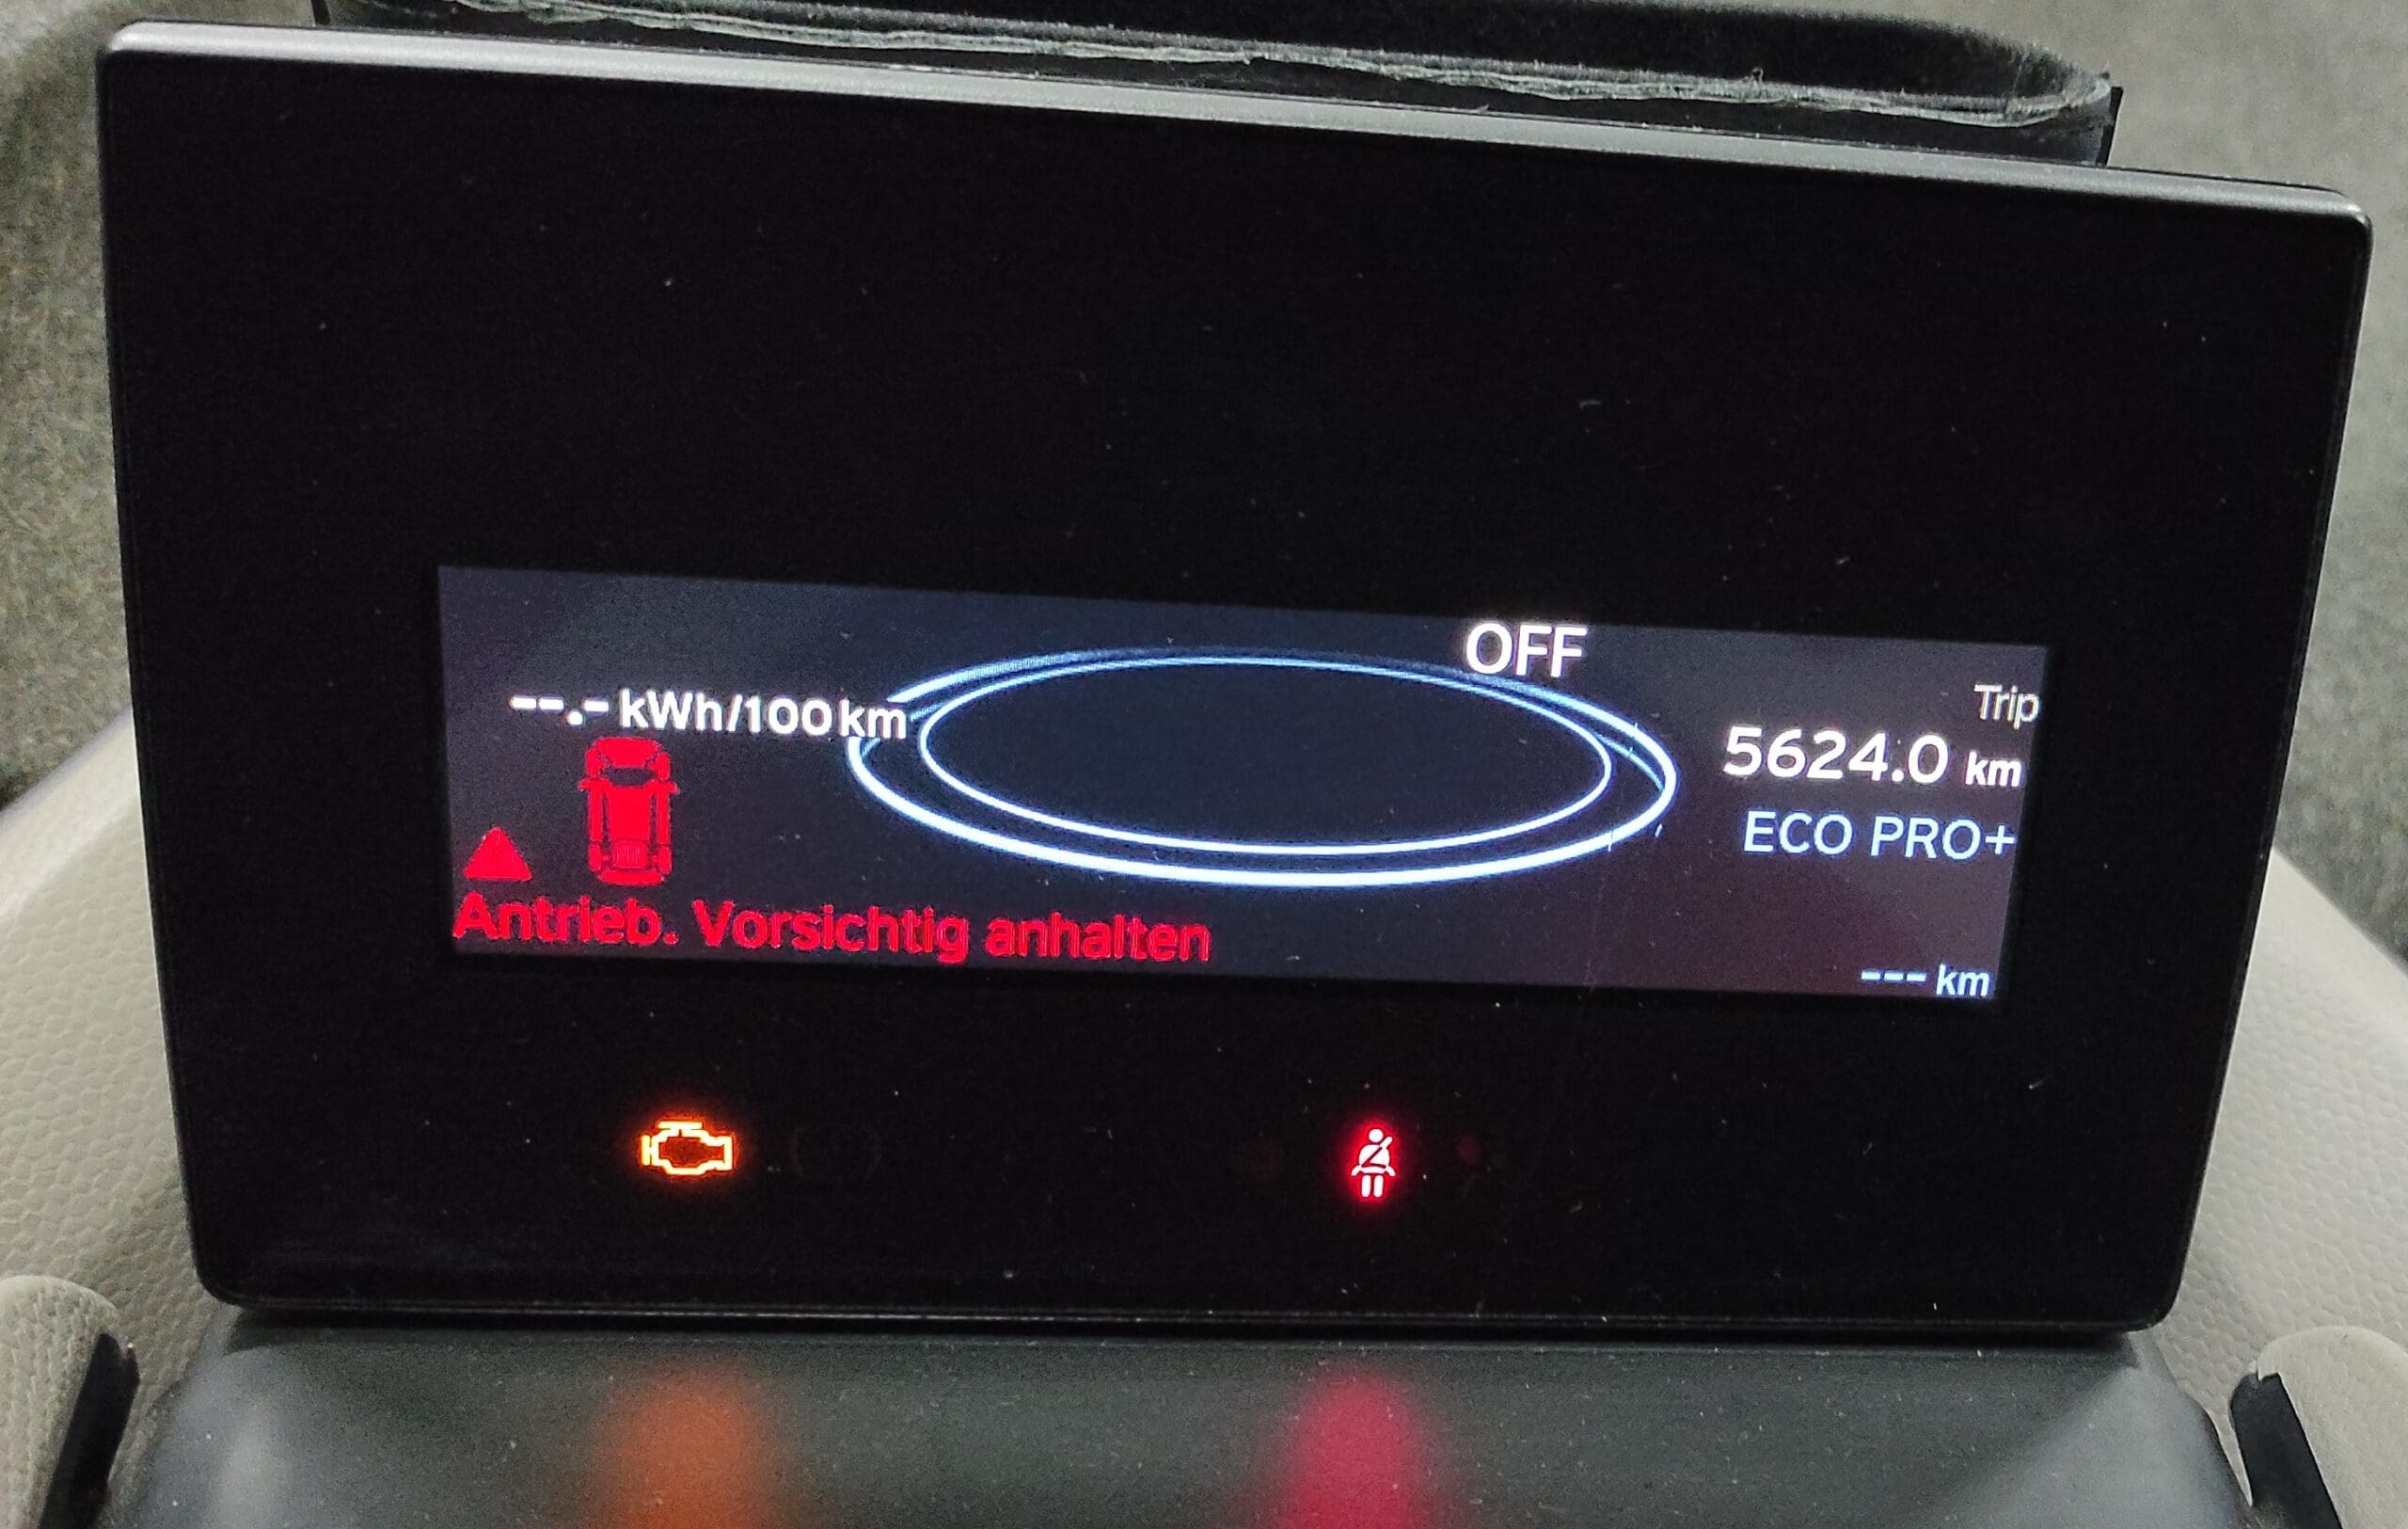 OFF
--.- kWh/100 km
Trip
5624.0 km
ECO PRO+
Antrieb. Vorsichtig anhalten
--- km